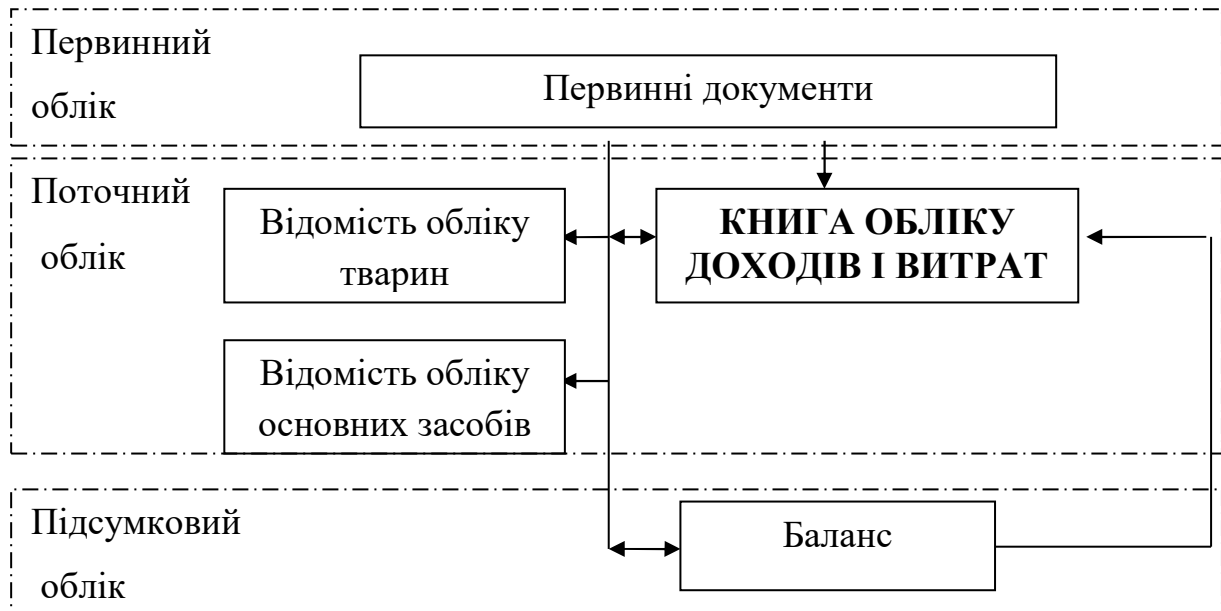 Первинний
облік
Первинні документи
Поточний
облік
Відомість обліку
тварин
КНИГА ОБЛІКУ
ДОХОДІВ І ВИТРАТ
Відомість обліку
основних засобів
Підсумковий
облік
Баланс